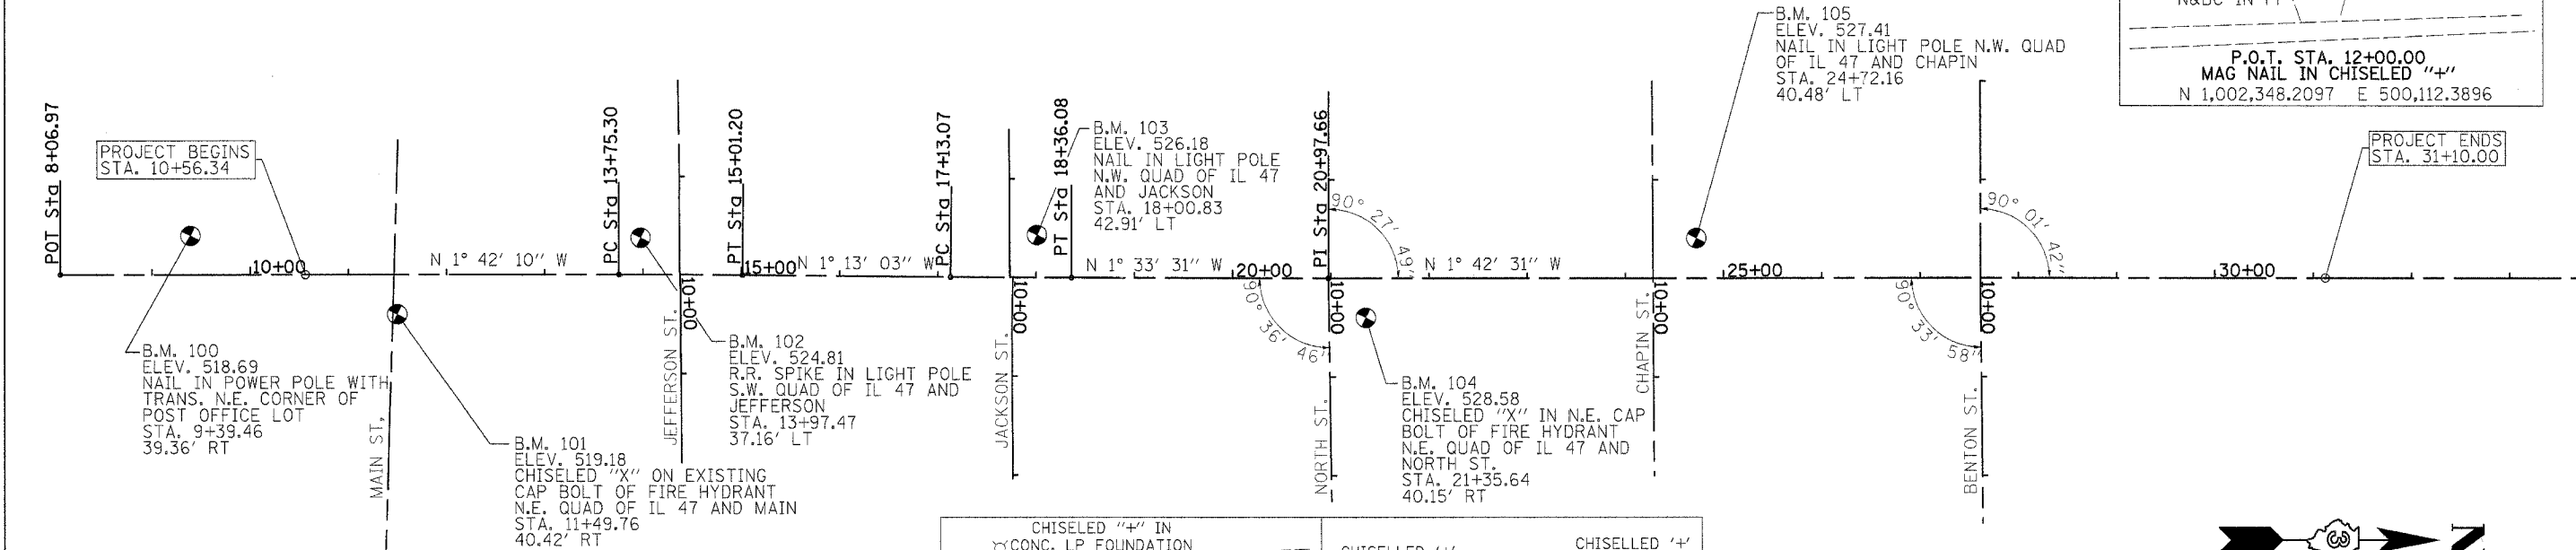 N&BC IN PP
P.O.T. STA. 12+00.00
MAG NAIL IN CHISELED "+"
N 1,002,348.2097 E 500,112.3896
B.M. 105
ELEV. 527.41
NAIL IN LIGHT POLE N.W. QUAD
OF IL 47 AND CHAPIN
STA. 24+72.16
40.48' LT
POT Sta 8+06.97
PROJECT BEGINS
STA. 10+56.34
PC Sta 13+75.30
PT Sta 15+01.20
PC Sta 17+13.07
PT Sta 18+36.08
B.M. 103
ELEV. 526.18
NAIL IN LIGHT POLE
N.W. QUAD OF IL 47
AND JACKSON
STA. 18+00.83
42.91' LT
PI Sta 20+97.66
90° 27' 49"
90° 01' 42"
PROJECT ENDS
STA. 31+10.00
10+00
N 1° 42' 10" W
15+00
N 1° 13' 03" W
N 1° 33' 31" W
20+00
N 1° 42' 31" W
25+00
30+00
10+00
10+00
10+00
10+00
10+00
90° 36' 46"
90° 33' 58"
MAIN ST.
JEFFERSON ST.
JACKSON ST.
NORTH ST.
CHAPIN ST.
BENTON ST.
B.M. 100
ELEV. 518.69
NAIL IN POWER POLE WITH
TRANS. N.E. CORNER OF
POST OFFICE LOT
STA. 9+39.46
39.36' RT
B.M. 101
ELEV. 519.18
CHISELED "X" ON EXISTING
CAP BOLT OF FIRE HYDRANT
N.E. QUAD OF IL 47 AND MAIN
STA. 11+49.76
40.42' RT
B.M. 102
ELEV. 524.81
R.R. SPIKE IN LIGHT POLE
S.W. QUAD OF IL 47 AND
JEFFERSON
STA. 13+97.47
37.16' LT
B.M. 104
ELEV. 528.58
CHISELED "X" IN N.E. CAP
BOLT OF FIRE HYDRANT
N.E. QUAD OF IL 47 AND
NORTH ST.
STA. 21+35.64
40.15' RT
CHISELED "+" IN
CONC. LP FOUNDATION
CHISELLED '+'
CHISELLED '+'
N